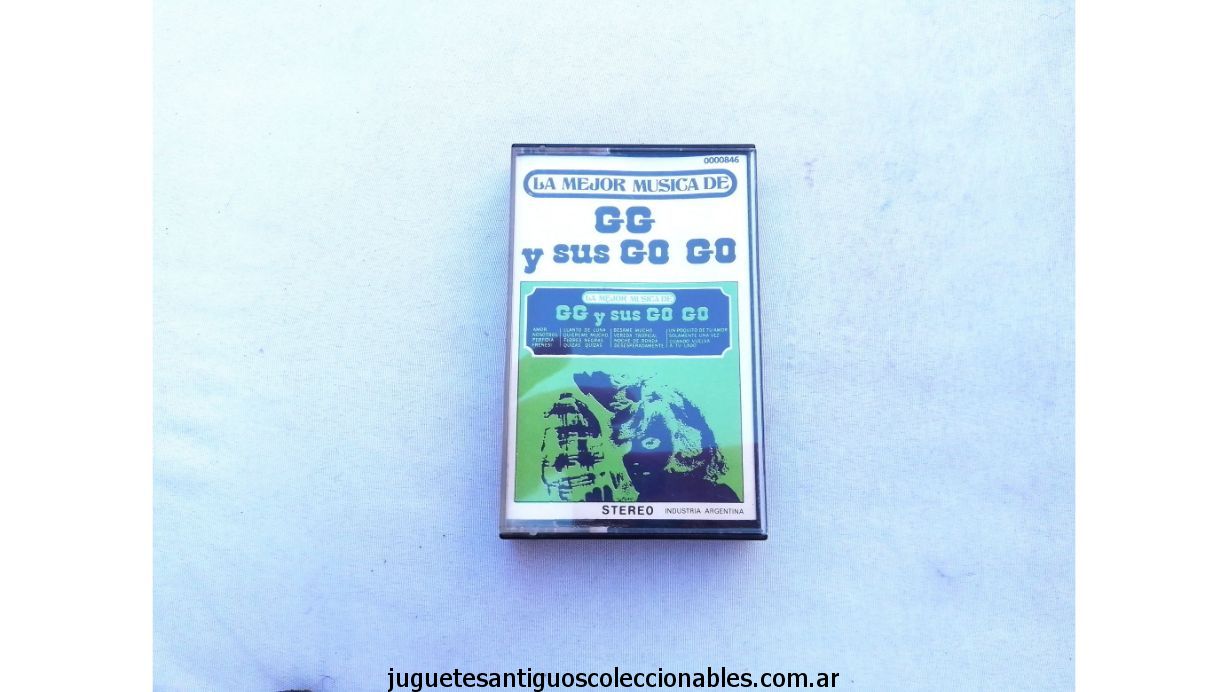 0000846
LA MEJOR MUSICA DE
GG
y sus GO GO
LA MEJOR MUSICA DE
GG y sus GO GO
AMOR
NOSOTROS
PERFIDIA
FRENESI
LLANTO DE LUNA
QUIEREME MUCHO
FLORES NEGRAS
QUIZAS QUIZAS
BESAME MUCHO
VEREDA TROPICAL
NOCHE DE RONDA
DESESPERADAMENTE
UN POQUITO DE TU AMOR
SOLAMENTE UNA VEZ
CUANDO VUELVA
A TU LADO
STEREO INDUSTRIA ARGENTINA
juguetesantiguoscoleccionables.com.ar